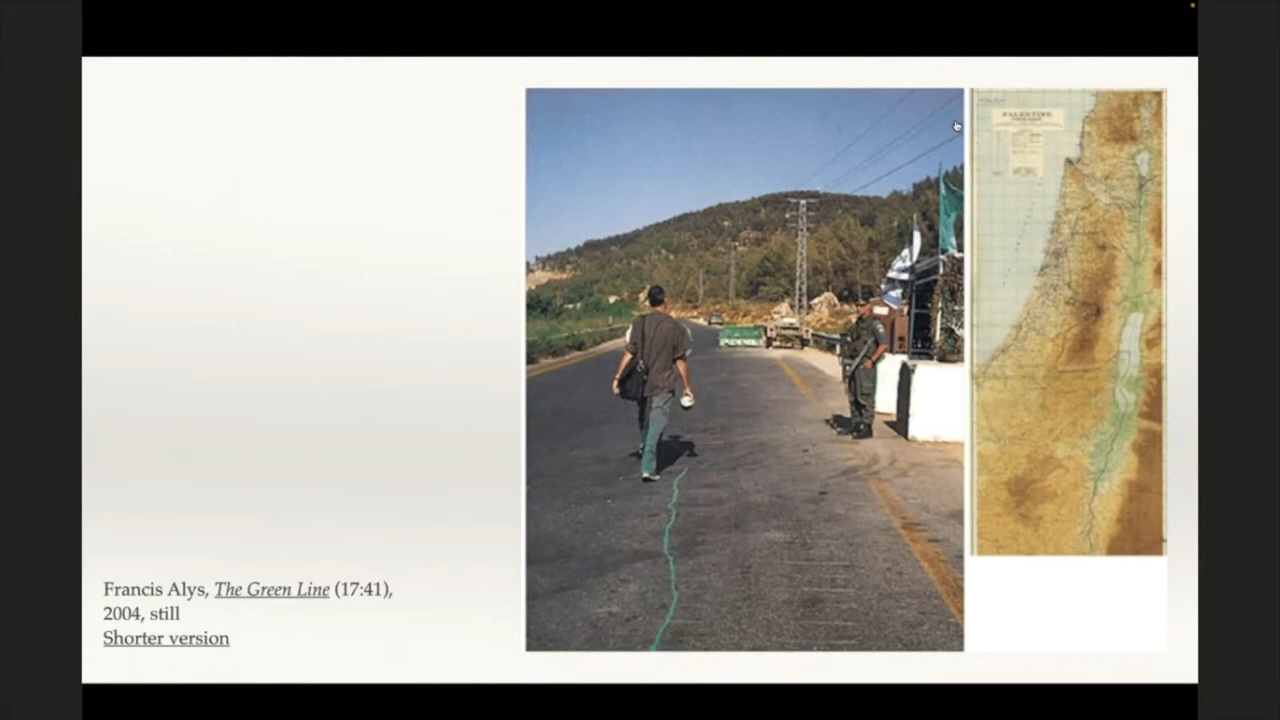 Francis Alys, The Green Line (17:41),
2004, still
Shorter version
PALESTINE